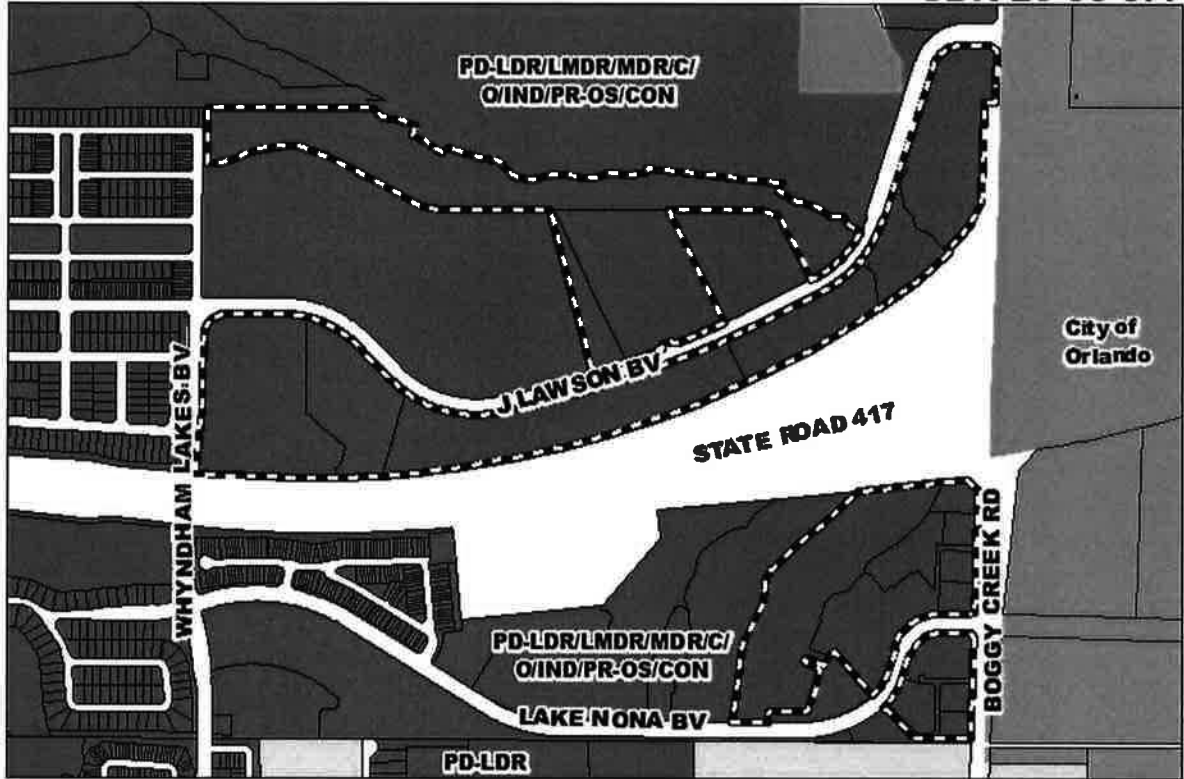 PD-LDR/LMDR/MDR/C/
O/IND/PR-OS/CON
City of
Orlando
J LAWSON BV
STATE ROAD 417
WHYNDHAM LAKES BV
BOGGY CREEK RD
PD-LDR/LMDR/MDR/C/
O/IND/PR-OS/CON
LAKE NONA BV
PD-LDR